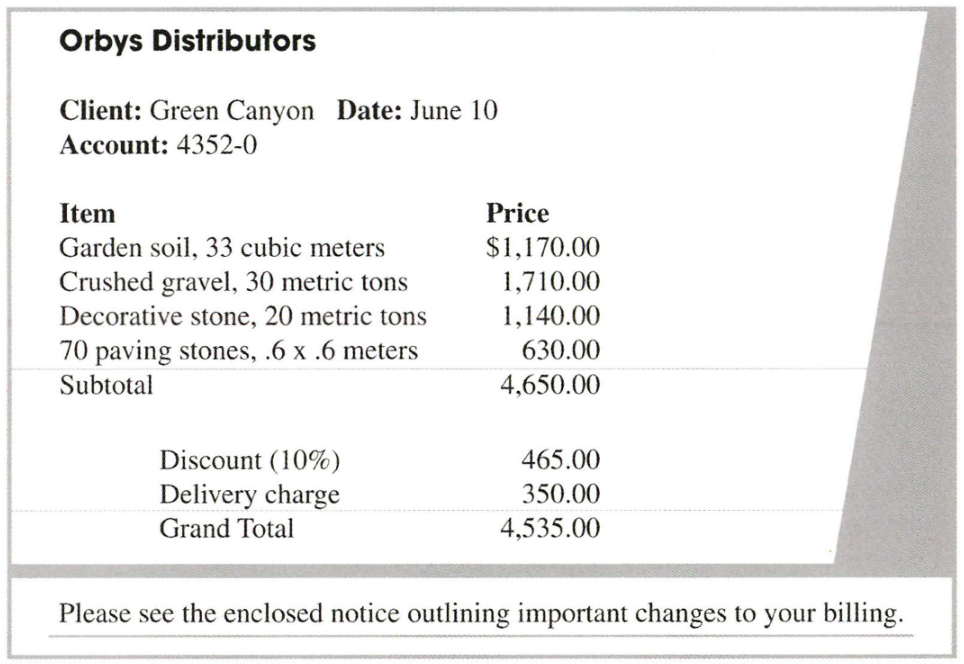 Orbys Distributors
Client: Green Canyon Date: June 10
Account: 4352-0
Item Price
Garden soil, 33 cubic meters $1,170.00
Crushed gravel, 30 metric tons 1,710.00
Decorative stone, 20 metric tons 1,140.00
70 paving stones, .6 x .6 meters 630.00
Subtotal 4,650.00
Discount (10%) 465.00
Delivery charge 350.00
Grand Total 4,535.00
Please see the enclosed notice outlining important changes to your billing.